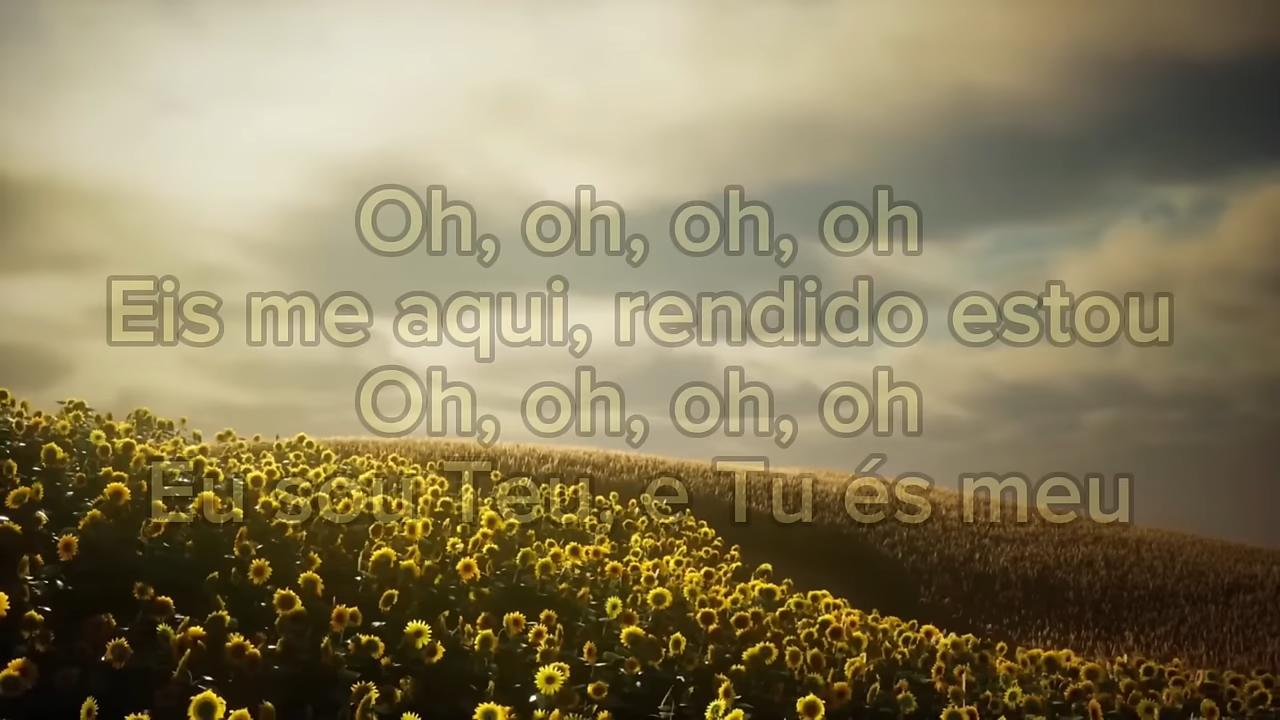 Oh, oh, oh, oh
Eis me aqui, rendido estou
Oh, oh, oh, oh
Eu sou Teu, e Tu és meu